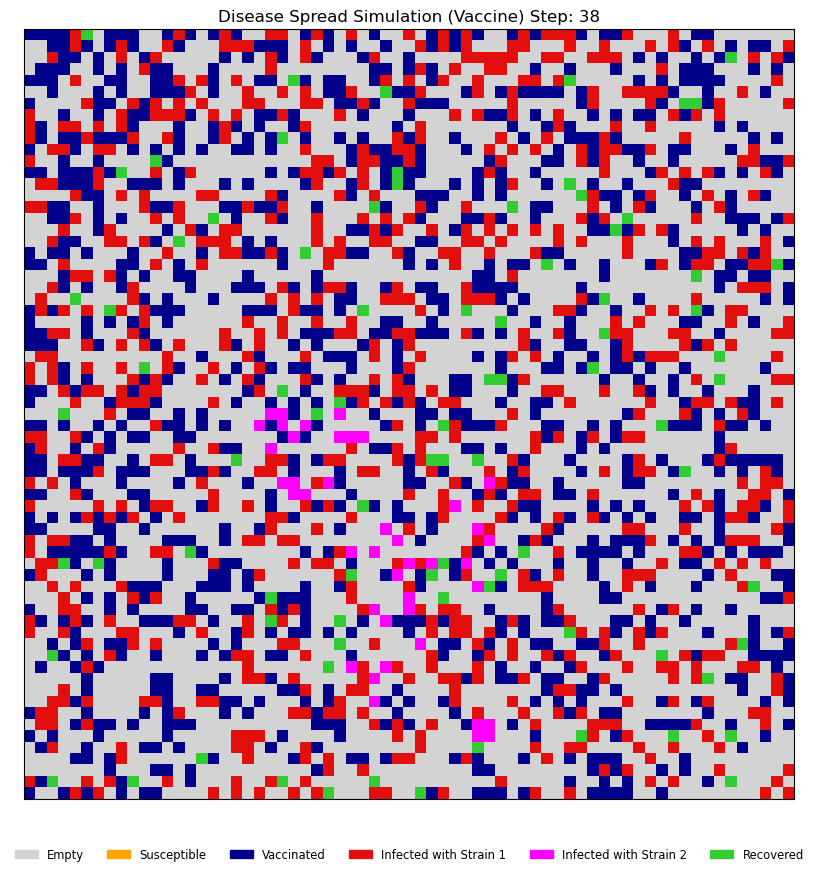 Disease Spread Simulation (Vaccine) Step: 38
Empty Susceptible Vaccinated Infected with Strain 1 Infected with Strain 2 Recovered